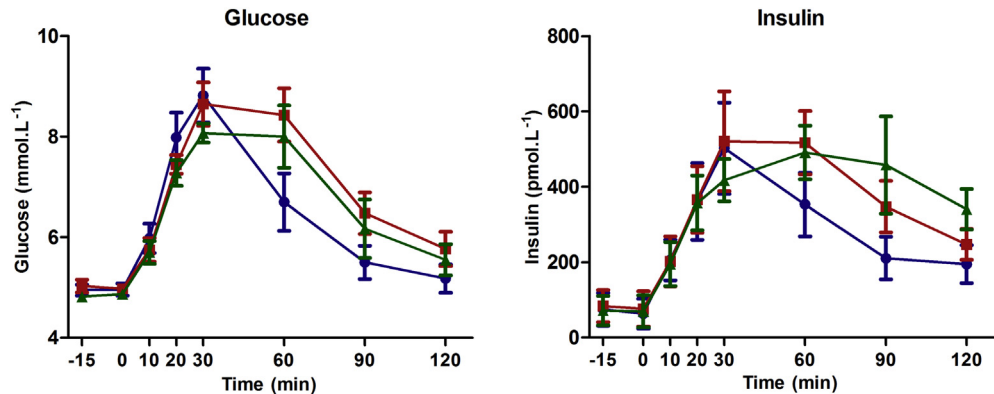 Glucose
Glucose (mmol.L⁻¹)
10
8
6
4
-15 0 10 20 30 60 90 120
Time (min)
Insulin
Insulin (pmol.L⁻¹)
800
600
400
200
0
-15 0 10 20 30 60 90 120
Time (min)